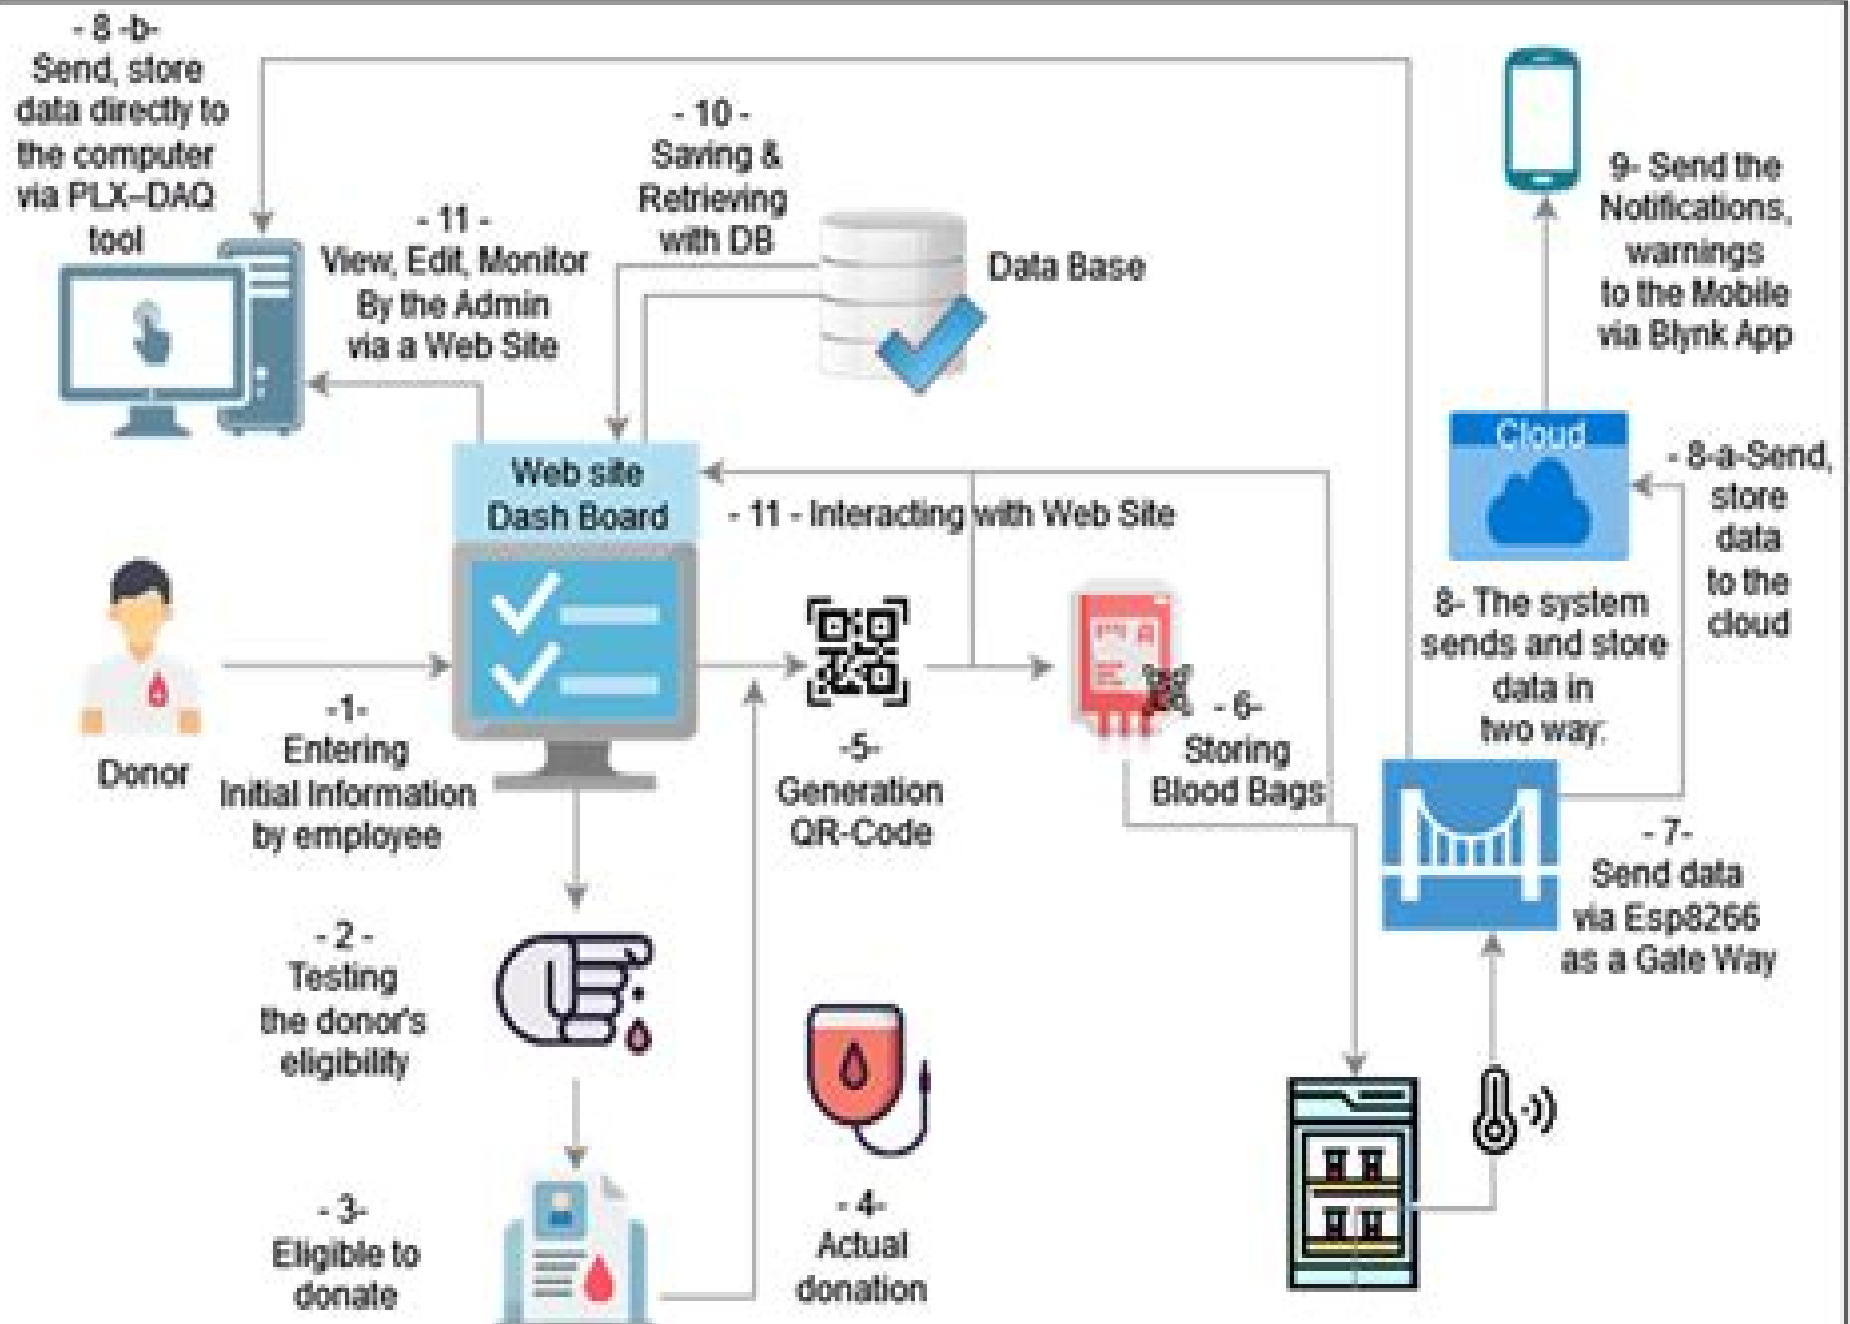 - 8 -b-
Send, store
data directly to
the computer
via PLX–DAQ
tool
- 11 -
View, Edit, Monitor
By the Admin
via a Web Site
- 10 -
Saving &
Retrieving
with DB
Data Base
9- Send the
Notifications,
warnings
to the Mobile
via Blynk App
Cloud
- 8-a-Send,
store
data
to the
cloud
Web site
Dash Board
- 11 - Interacting with Web Site
8- The system
sends and store
data in
two way:
Donor
-1-
Entering
Initial Information
by employee
-5-
Generation
QR-Code
- 6-
Storing
Blood Bags
- 7-
Send data
via Esp8266
as a Gate Way
- 2 -
Testing
the donor's
eligibility
- 3-
Eligible to
donate
- 4-
Actual
donation